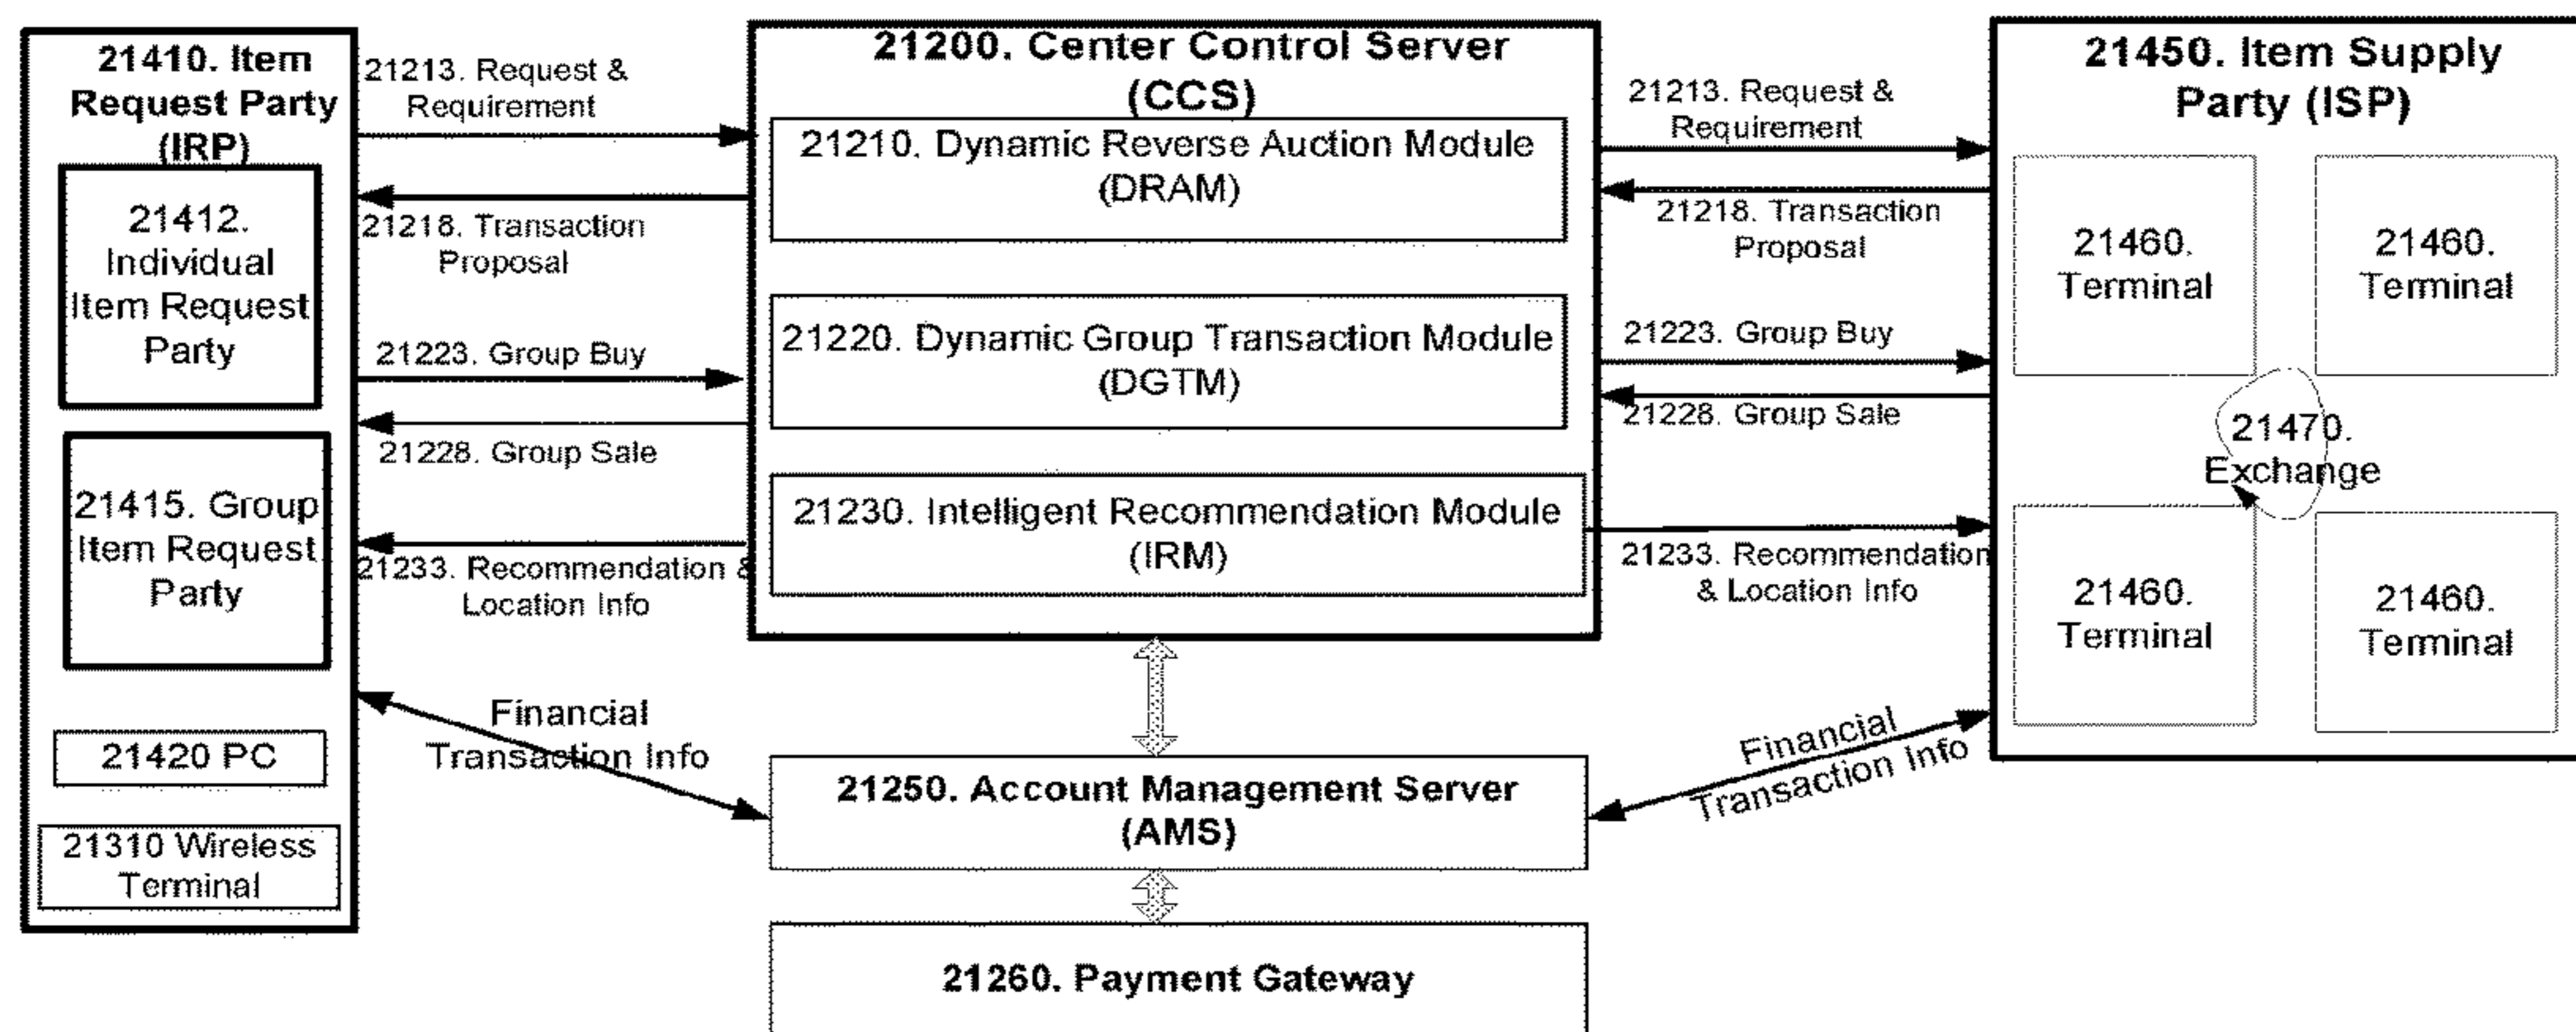 21410. Item
Request Party
(IRP)
21412.
Individual
Item Request
Party
21415. Group
Item Request
Party
21420 PC
21310 Wireless
Terminal
21213. Request &
Requirement
21218. Transaction
Proposal
21223. Group Buy
21228. Group Sale
21233. Recommendation &
Location Info
Financial
Transaction Info
21200. Center Control Server
(CCS)
21210. Dynamic Reverse Auction Module
(DRAM)
21220. Dynamic Group Transaction Module
(DGTM)
21230. Intelligent Recommendation Module
(IRM)
21250. Account Management Server
(AMS)
21260. Payment Gateway
21213. Request &
Requirement
21218. Transaction
Proposal
21223. Group Buy
21228. Group Sale
21233. Recommendation
& Location Info
Financial
Transaction Info
21450. Item Supply
Party (ISP)
21460.
Terminal
21460.
Terminal
21470.
Exchange
21460.
Terminal
21460.
Terminal